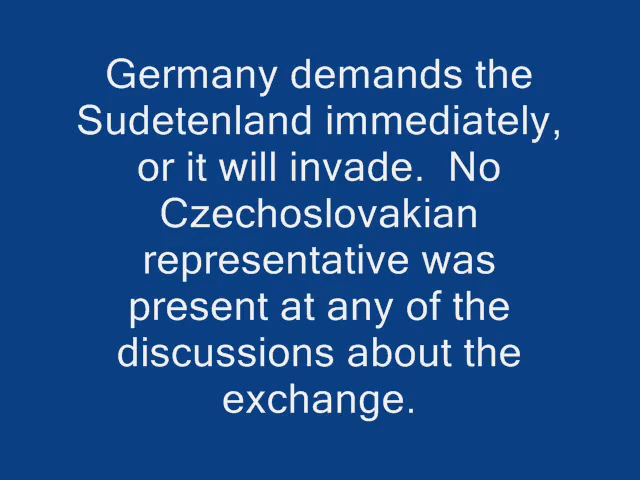 Germany demands the
Sudetenland immediately,
or it will invade.  No
Czechoslovakian
representative was
present at any of the
discussions about the
exchange.